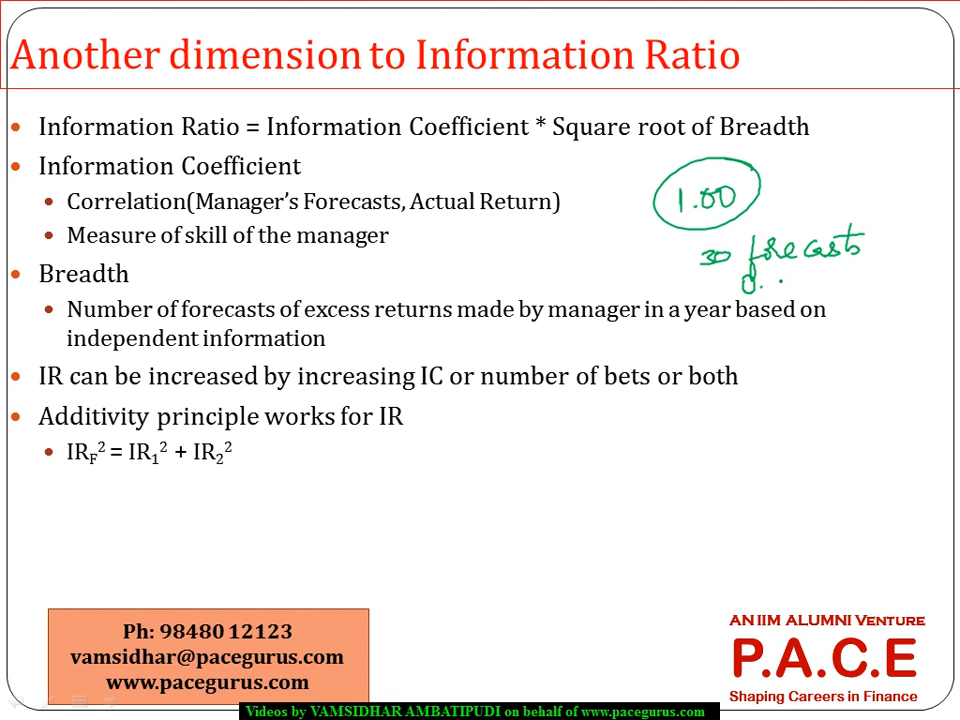 Another dimension to Information Ratio
Information Ratio = Information Coefficient * Square root of Breadth
Information Coefficient
Correlation(Manager's Forecasts, Actual Return)
Measure of skill of the manager
1.00
30 forecasts
0.
Breadth
Number of forecasts of excess returns made by manager in a year based on
independent information
IR can be increased by increasing IC or number of bets or both
Additivity principle works for IR
IR_F² = IR₁² + IR₂²
Ph: 98480 12123
vamsidhar@pacegurus.com
www.pacegurus.com
AN IIM ALUMNI VENTURE
P.A.C.E
Shaping Careers in Finance
Videos by VAMSIDHAR AMBATIPUDI on behalf of www.pacegurus.com